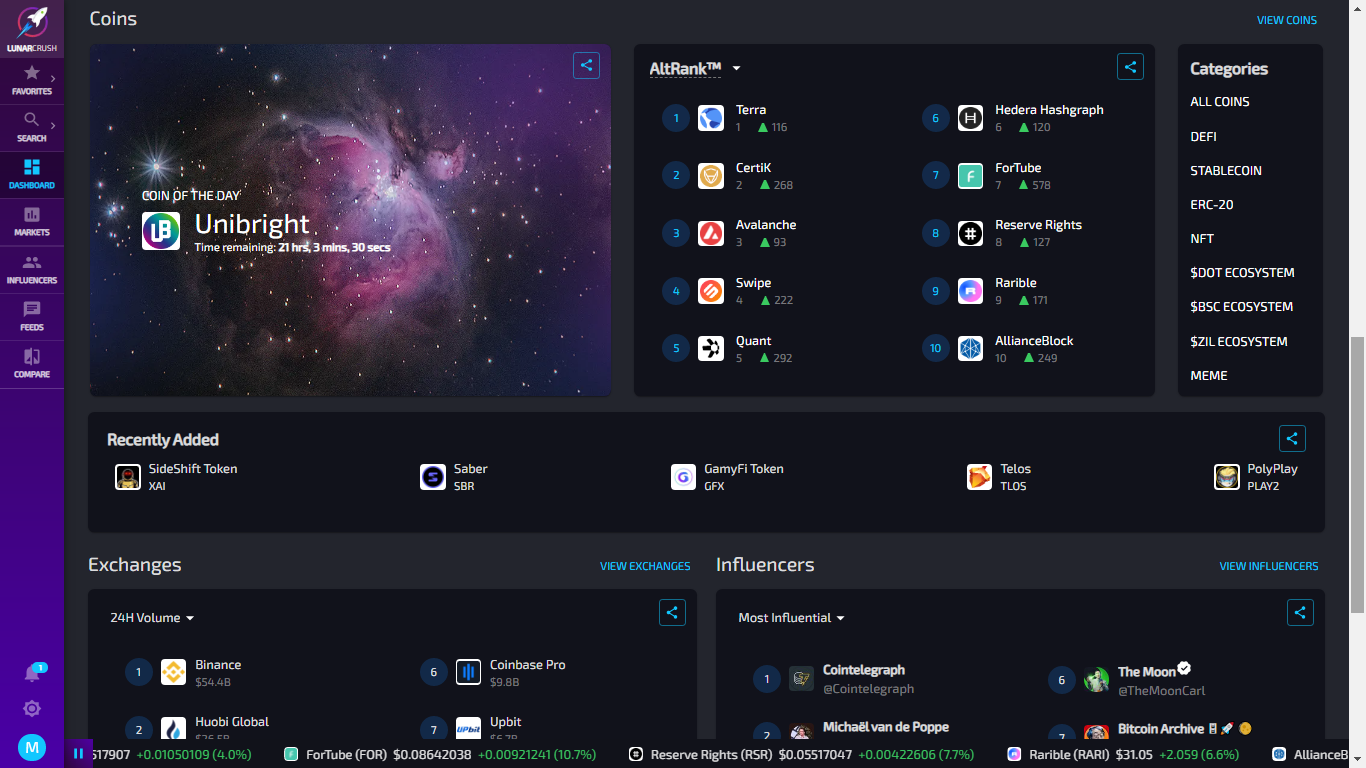 LUNARCRUSH
FAVORITES
SEARCH
DASHBOARD
MARKETS
INFLUENCERS
FEEDS
COMPARE
1
M
Coins
VIEW COINS
COIN OF THE DAY
Unibright
Time remaining: 21 hrs, 3 mins, 30 secs
AltRank™
1
Terra
1 116
2
CertiK
2 268
3
Avalanche
3 93
4
Swipe
4 222
5
Quant
5 292
6
Hedera Hashgraph
6 120
7
ForTube
7 578
8
Reserve Rights
8 127
9
Rarible
9 171
10
AllianceBlock
10 249
Categories
ALL COINS
DEFI
STABLECOIN
ERC-20
NFT
$DOT ECOSYSTEM
$BSC ECOSYSTEM
$ZIL ECOSYSTEM
MEME
Recently Added
SideShift Token
XAI
Saber
SBR
GamyFi Token
GFX
Telos
TLOS
PolyPlay
PLAY2
Exchanges
VIEW EXCHANGES
24H Volume
1
Binance
$54.4B
2
Huobi Global
6
Coinbase Pro
$9.8B
7
UPbit
Upbit
Influencers
VIEW INFLUENCERS
Most Influential
1
Cointelegraph
@Cointelegraph
2
Michaël van de Poppe
6
The Moon
@TheMoonCarl
7
Bitcoin Archive
517907 +0.01050109 (4.0%)
ForTube (FOR) $0.08642038 +0.00921241 (10.7%)
Reserve Rights (RSR) $0.05517047 +0.00422606 (7.7%)
Rarible (RARI) $31.05 +2.059 (6.6%)
AllianceB